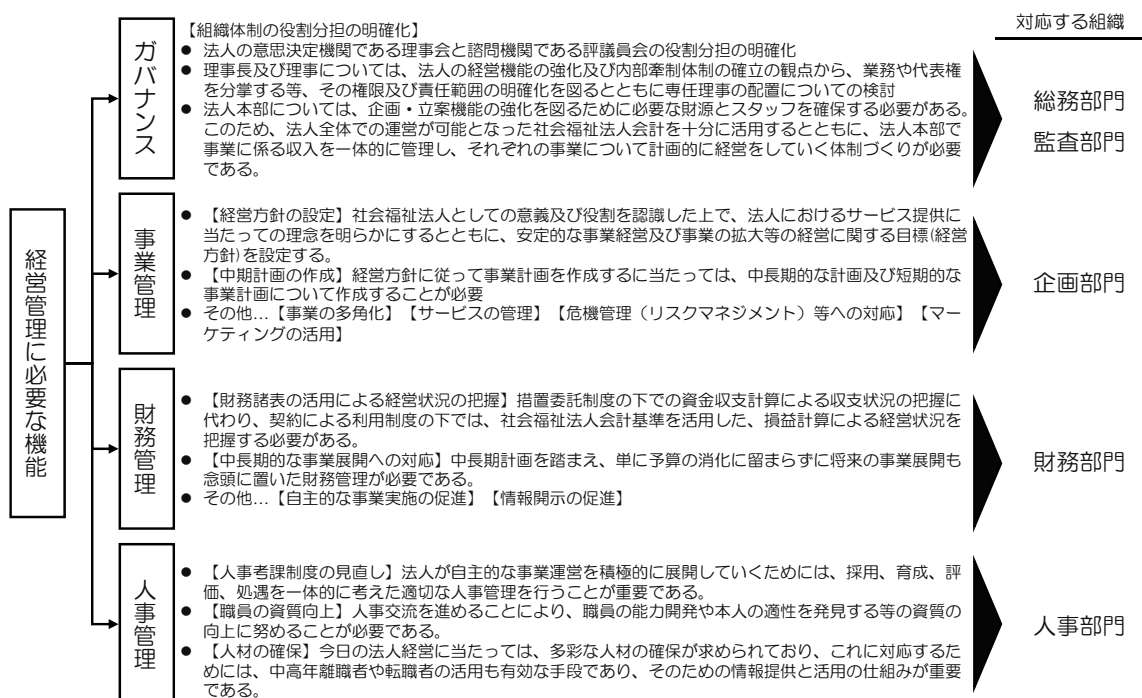 対応する組織
経営管理に必要な機能
ガバナンス
【組織体制の役割分担の明確化】
● 法人の意思決定機関である理事会と諮問機関である評議員会の役割分担の明確化
● 理事長及び理事については、法人の経営機能の強化及び内部牽制体制の確立の観点から、業務や代表権
を分掌する等、その権限及び責任範囲の明確化を図るとともに専任理事の配置についての検討
● 法人本部については、企画・立案機能の強化を図るために必要な財源とスタッフを確保する必要がある。
このため、法人全体での運営が可能となった社会福祉法人会計を十分に活用するとともに、法人本部で
事業に係る収入を一体的に管理し、それぞれの事業について計画的に経営をしていく体制づくりが必要
である。
総務部門
監査部門
事業管理
● 【経営方針の設定】社会福祉法人としての意義及び役割を認識した上で、法人におけるサービス提供に
当たっての理念を明らかにするとともに、安定的な事業経営及び事業の拡大等の経営に関する目標(経営
方針)を設定する。
● 【中期計画の作成】経営方針に従って事業計画を作成するに当たっては、中長期的な計画及び短期的な
事業計画について作成することが必要
● その他…【事業の多角化】【サービスの管理】【危機管理（リスクマネジメント）等への対応】【マー
ケティングの活用】
企画部門
財務管理
● 【財務諸表の活用による経営状況の把握】措置委託制度の下での資金収支計算による収支状況の把握に
代わり、契約による利用制度の下では、社会福祉法人会計基準を活用した、損益計算による経営状況を
把握する必要がある。
● 【中長期的な事業展開への対応】中長期計画を踏まえ、単に予算の消化に留まらずに将来の事業展開も
念頭に置いた財務管理が必要である。
● その他…【自主的な事業実施の促進】【情報開示の促進】
財務部門
人事管理
● 【人事考課制度の見直し】法人が自主的な事業運営を積極的に展開していくためには、採用、育成、評
価、処遇を一体的に考えた適切な人事管理を行うことが重要である。
● 【職員の資質向上】人事交流を進めることにより、職員の能力開発や本人の適性を発見する等の資質の
向上に努めることが必要である。
● 【人材の確保】今日の法人経営に当たっては、多彩な人材の確保が求められており、これに対応するた
めには、中高年離職者や転職者の活用も有効な手段であり、そのための情報提供と活用の仕組みが重要
である。
人事部門